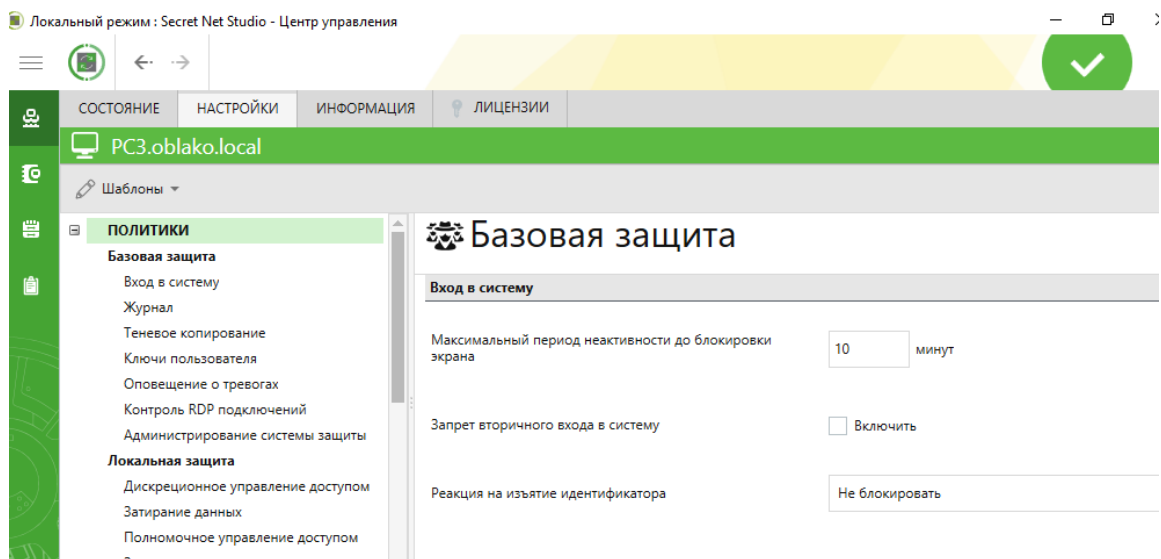 Локальный режим : Secret Net Studio - Центр управления
СОСТОЯНИЕ
НАСТРОЙКИ
ИНФОРМАЦИЯ
ЛИЦЕНЗИИ
PC3.oblako.local
Шаблоны
ПОЛИТИКИ
Базовая защита
Вход в систему
Журнал
Теневое копирование
Ключи пользователя
Оповещение о тревогах
Контроль RDP подключений
Администрирование системы защиты
Локальная защита
Дискреционное управление доступом
Затирание данных
Полномочное управление доступом
Базовая защита
Вход в систему
Максимальный период неактивности до блокировки
экрана
10 минут
Запрет вторичного входа в систему
Включить
Реакция на изъятие идентификатора
Не блокировать